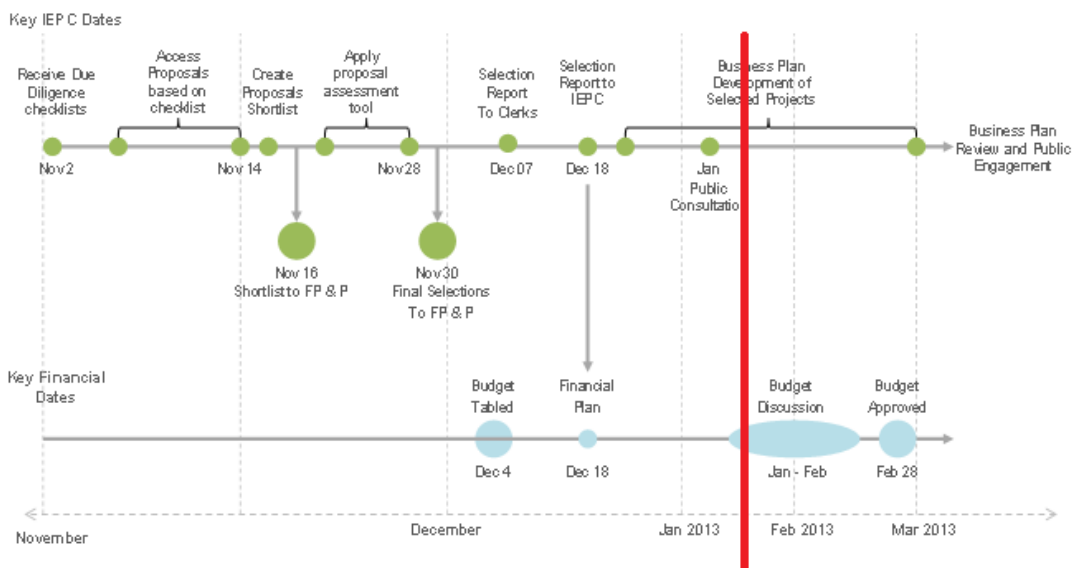 Key IEPC Dates
Receive Due
Diligence
checklists
Access
Proposals
based on
checklist
Create
Proposals
Shortlist
Apply
proposal
assessment
tool
Selection
Report
To Clerks
Selection
Report to
IEPC
Business Plan
Development of
Selected Projects
Nov 2
Nov 14
Nov 28
Dec 07
Dec 18
Jan
Public
Consultatio
Business Plan
Review and Public
Engagement
Nov 16
Shortlist to FP & P
Nov 30
Final Selections
To FP & P
Key Financial
Dates
Budget
Tabled
Financial
Plan
Budget
Discussion
Budget
Approved
Dec 4
Dec 18
Jan - Feb
Feb 28
November
December
Jan 2013
Feb 2013
Mar 2013